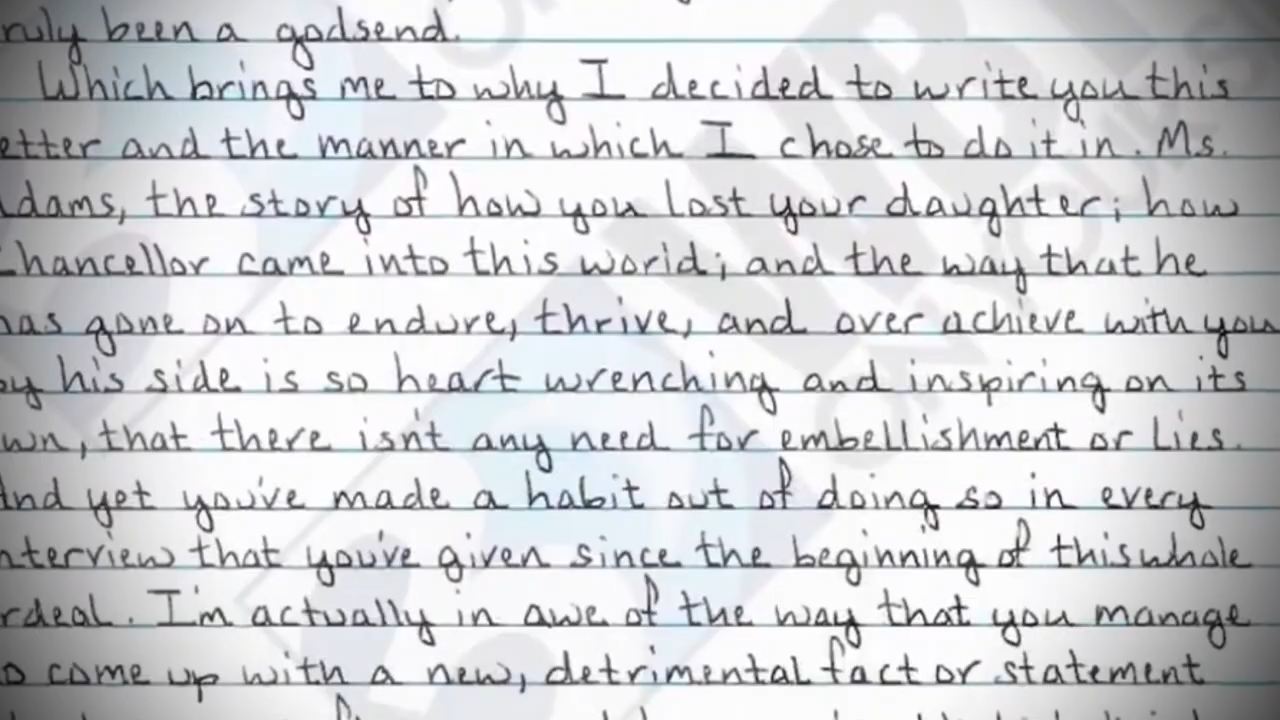 ruly been a godsend.
Which brings me to why I decided to write you this
etter and the manner in which I chose to do it in. Ms.
dams, the story of how you lost your daughter; how
hancellor came into this world; and the way that he
has gone on to endure, thrive, and over achieve with you
by his side is so heart wrenching and inspiring on its
wn, that there isn't any need for embellishment or lies.
And yet you've made a habit out of doing so in every
nterview that you've given since the beginning of this whole
rdeal. I'm actually in awe of the way that you manage
o come up with a new, detrimental fact or statement